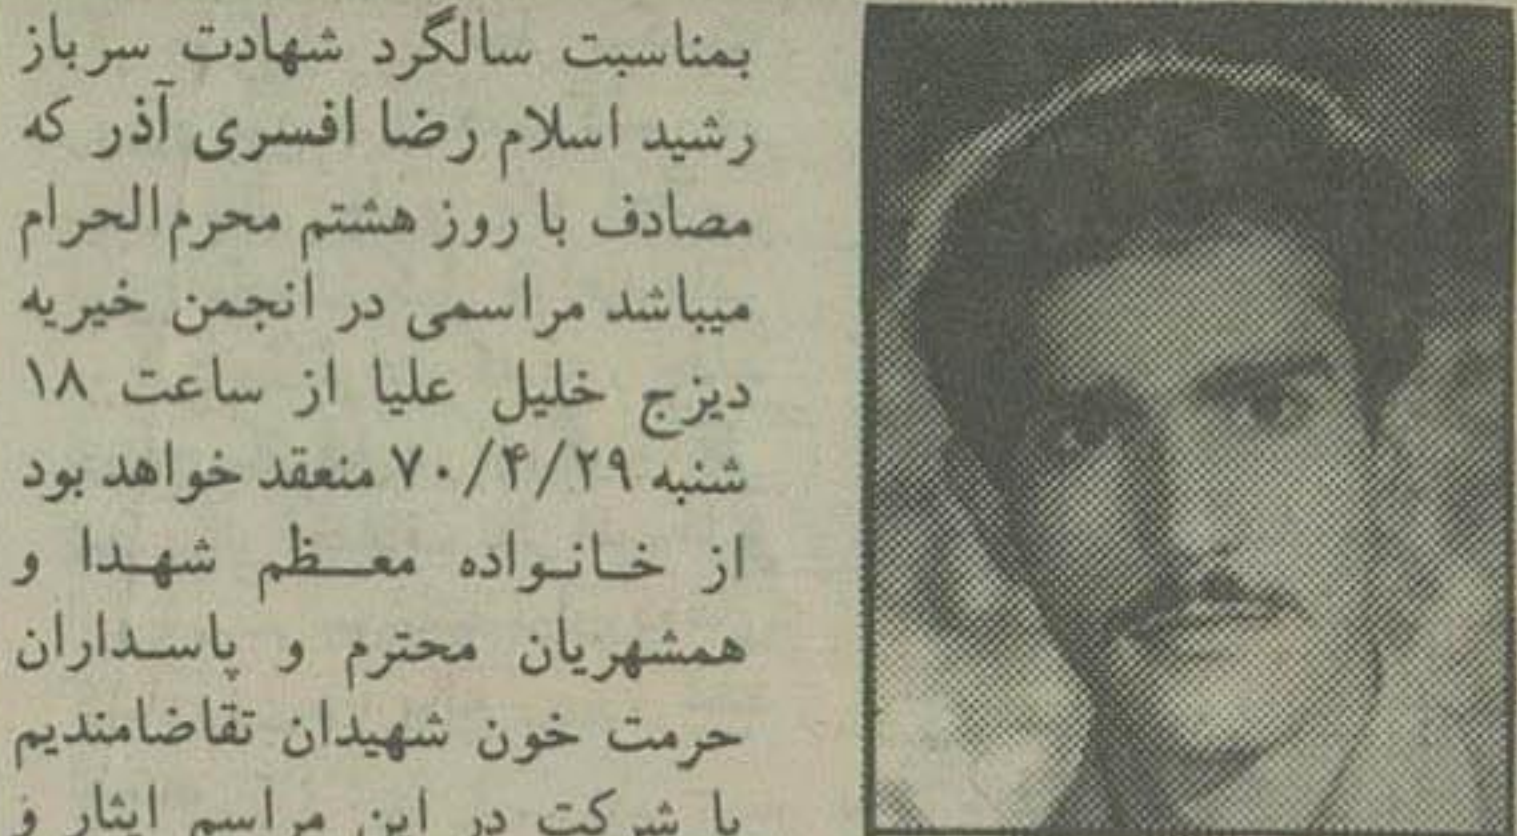 بمناسبت سالگرد شهادت سرباز
رشید اسلام رضا افسری آذر که
مصادف با روز هشتم محرم‌الحرام
میباشد مراسمی در انجمن خیریه
دیزج خلیل علیا از ساعت ۱۸
شنبه ۷۰/۴/۲۹ منعقد خواهد بود
از خانواده معظم شهدا و
همشهریان محترم و پاسداران
حرمت خون شهیدان تقاضامندیم
با شرکت در این مراسم ایثار و